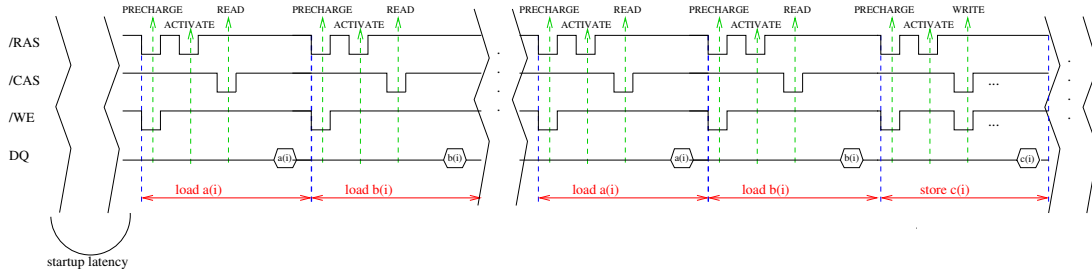 PRECHARGE READ PRECHARGE READ PRECHARGE READ PRECHARGE READ PRECHARGE WRITE
ACTIVATE ACTIVATE ACTIVATE ACTIVATE ACTIVATE
/RAS
/CAS ...
/WE ...
DQ a(i) b(i) a(i) b(i) c(i)
load a(i) load b(i) load a(i) load b(i) store c(i)
startup latency